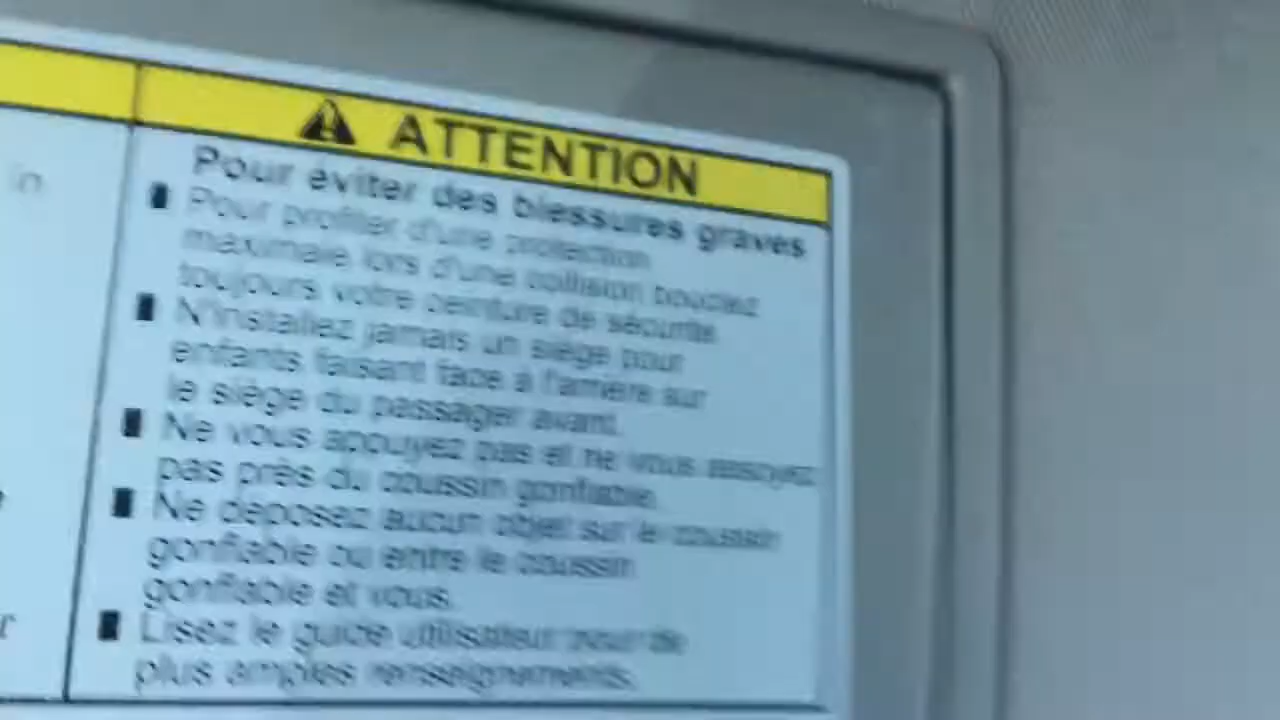 ATTENTION
Pour éviter des blessures graves
Pour profiter d'une protection
maximale lors d'une collision bouclez
toujours votre ceinture de sécurité
N'installez jamais un siège pour
enfants faisant face à l'arrière sur
le siège du passager avant.
Ne vous appuyez pas et ne vous assoyez
pas près du coussin gonflable.
Ne déposez aucun objet sur le coussin
gonflable ou entre le coussin
gonflable et vous.
Lisez le guide utilisateur pour de
plus amples renseignements.
in
r